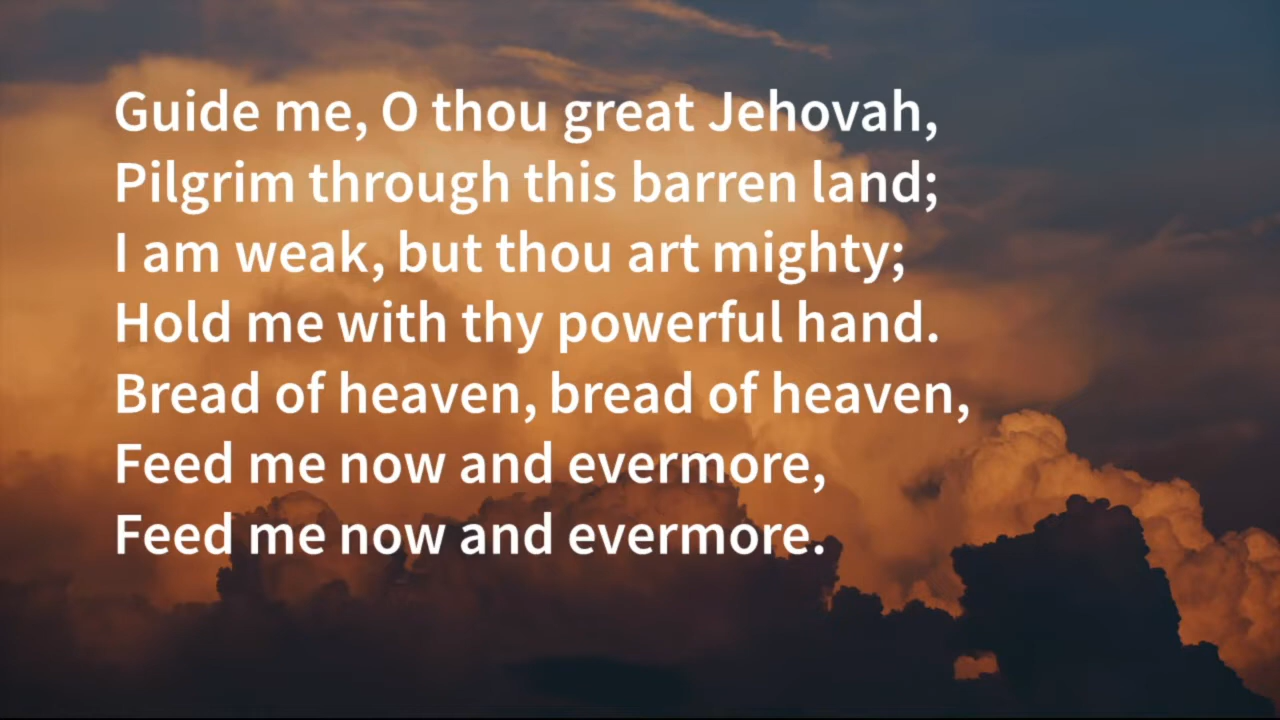 Guide me, O thou great Jehovah,
Pilgrim through this barren land;
I am weak, but thou art mighty;
Hold me with thy powerful hand.
Bread of heaven, bread of heaven,
Feed me now and evermore,
Feed me now and evermore.